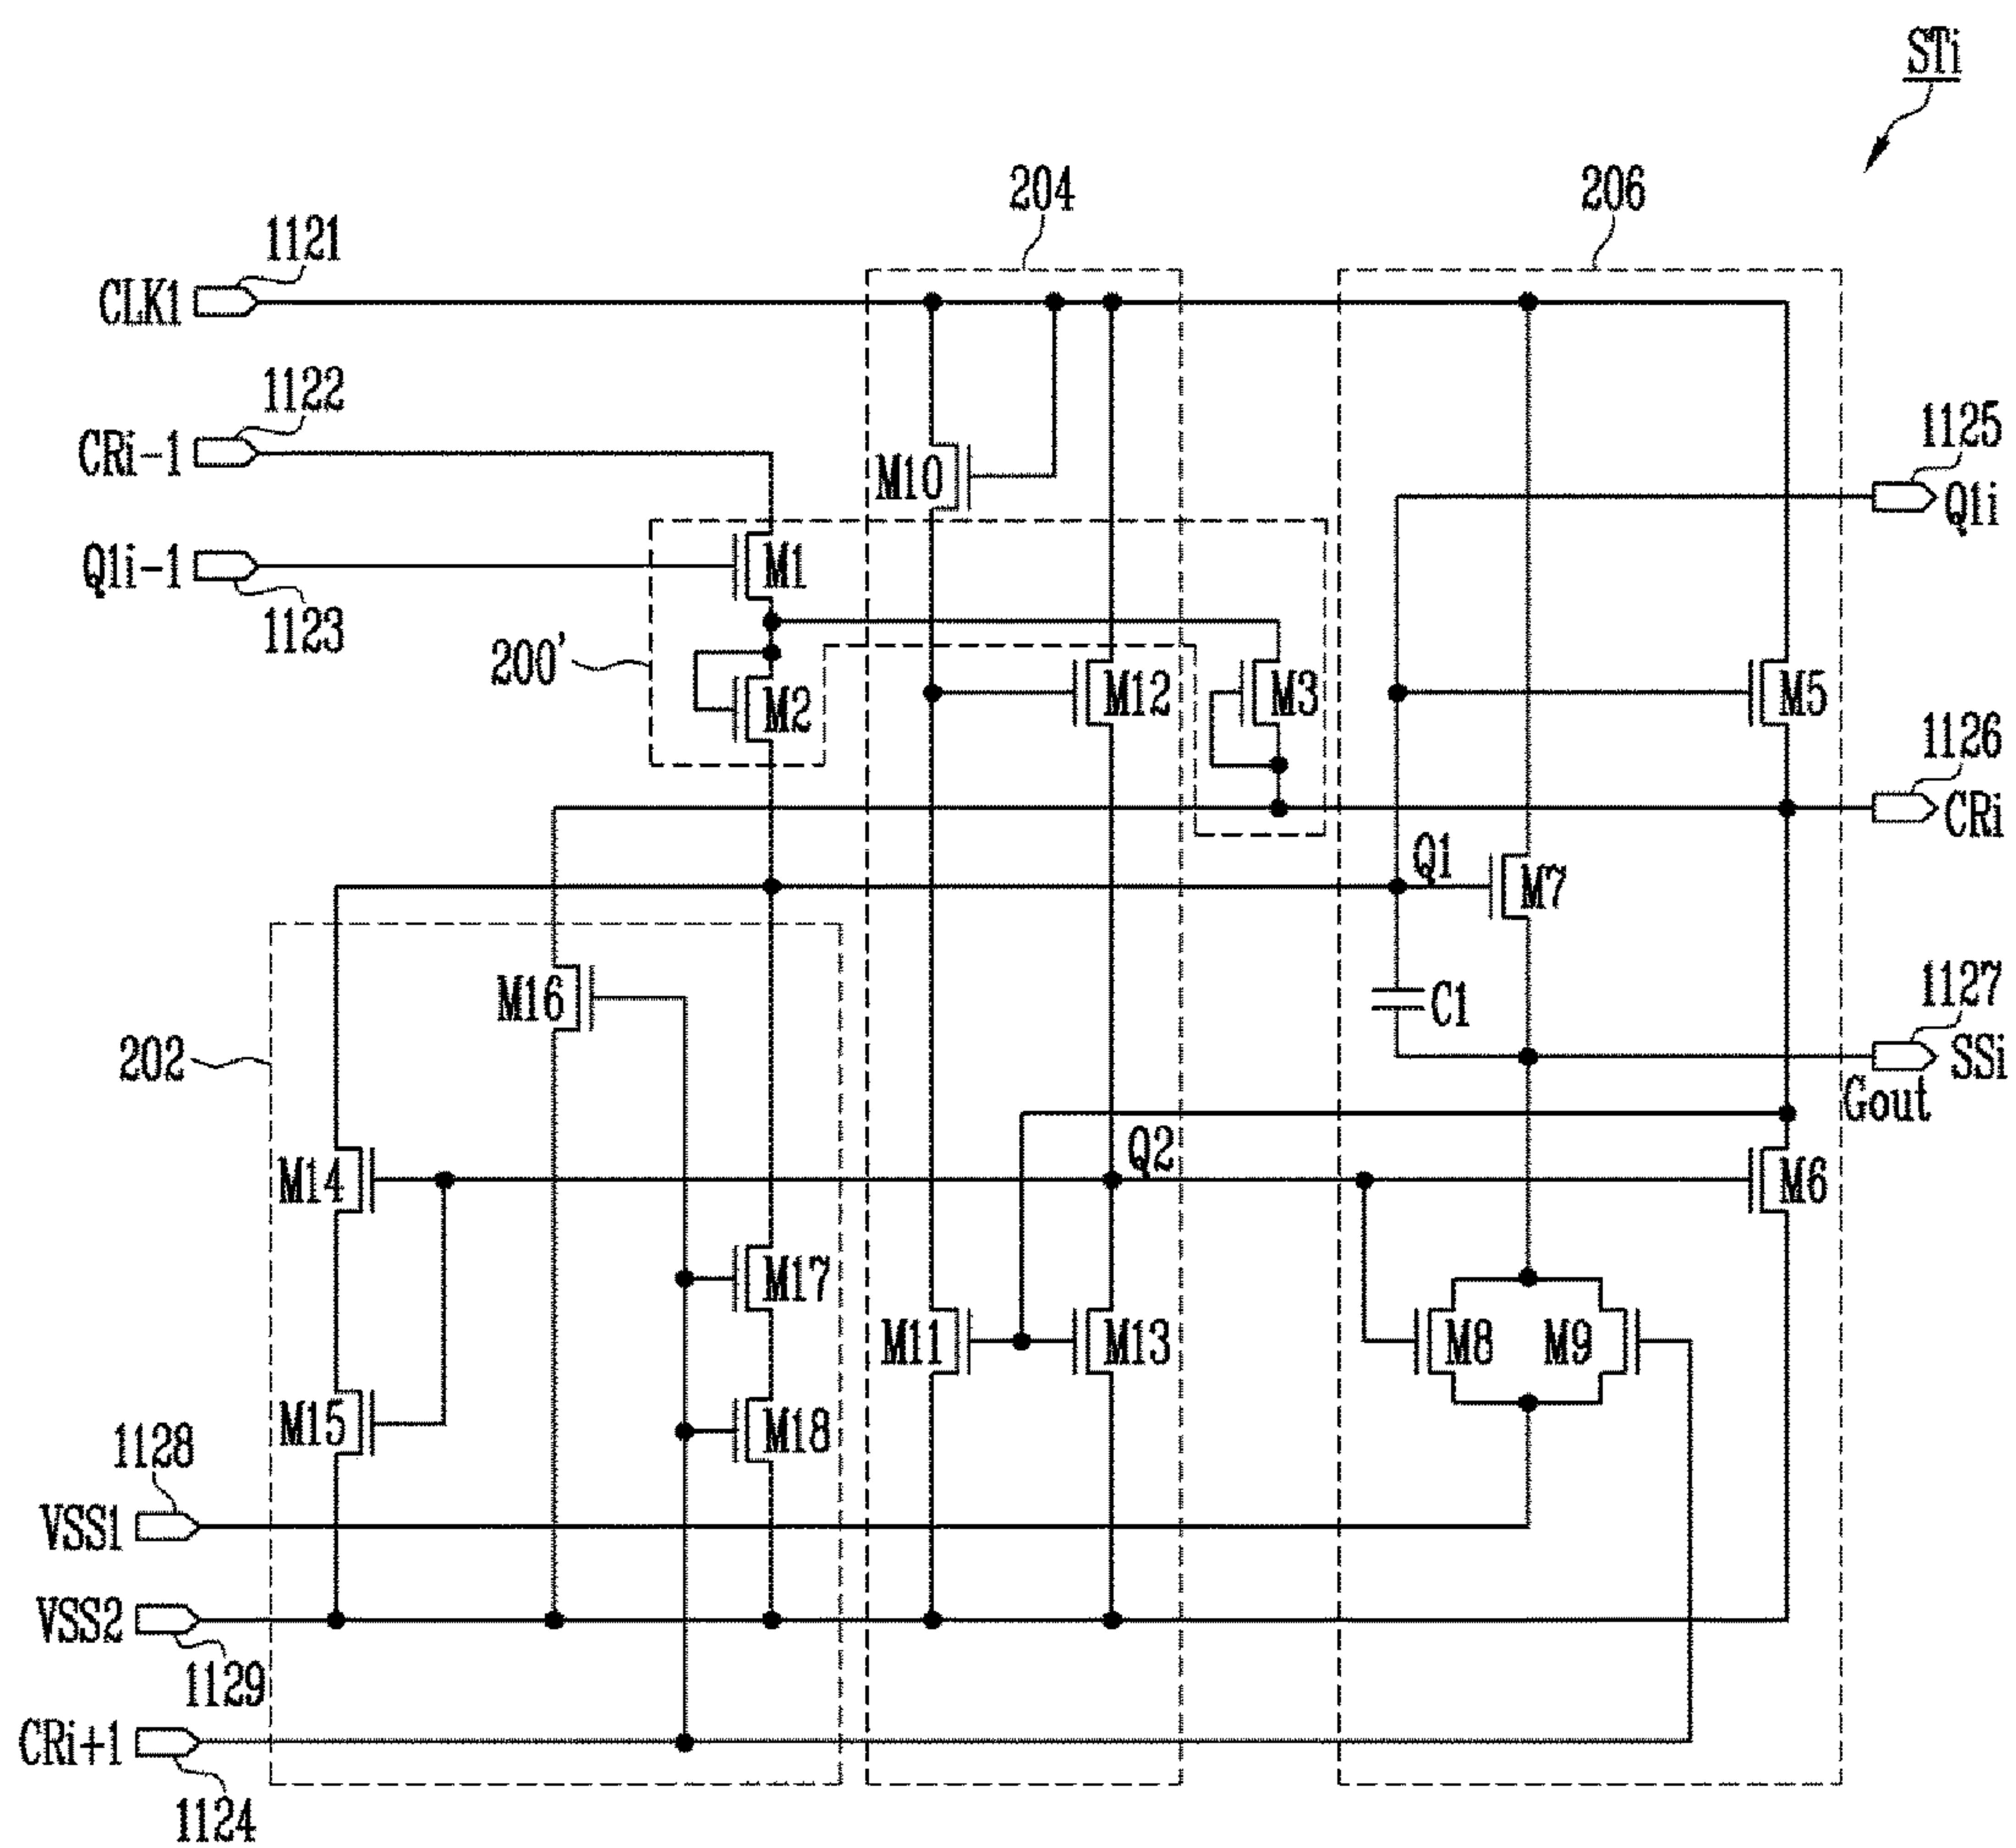 STi
204
206
1121
CLK1
1122
CRi-1
1125
Q1i
M10
Q1i-1
M1
1123
200'
M2
M12
M3
M5
1126
CRi
Q1
M7
M16
C1
1127
SSi
Gout
202
Q2
M14
M6
M17
M11
M13
M8
M9
M15
M18
1128
VSS1
VSS2
1129
CRi+1
1124